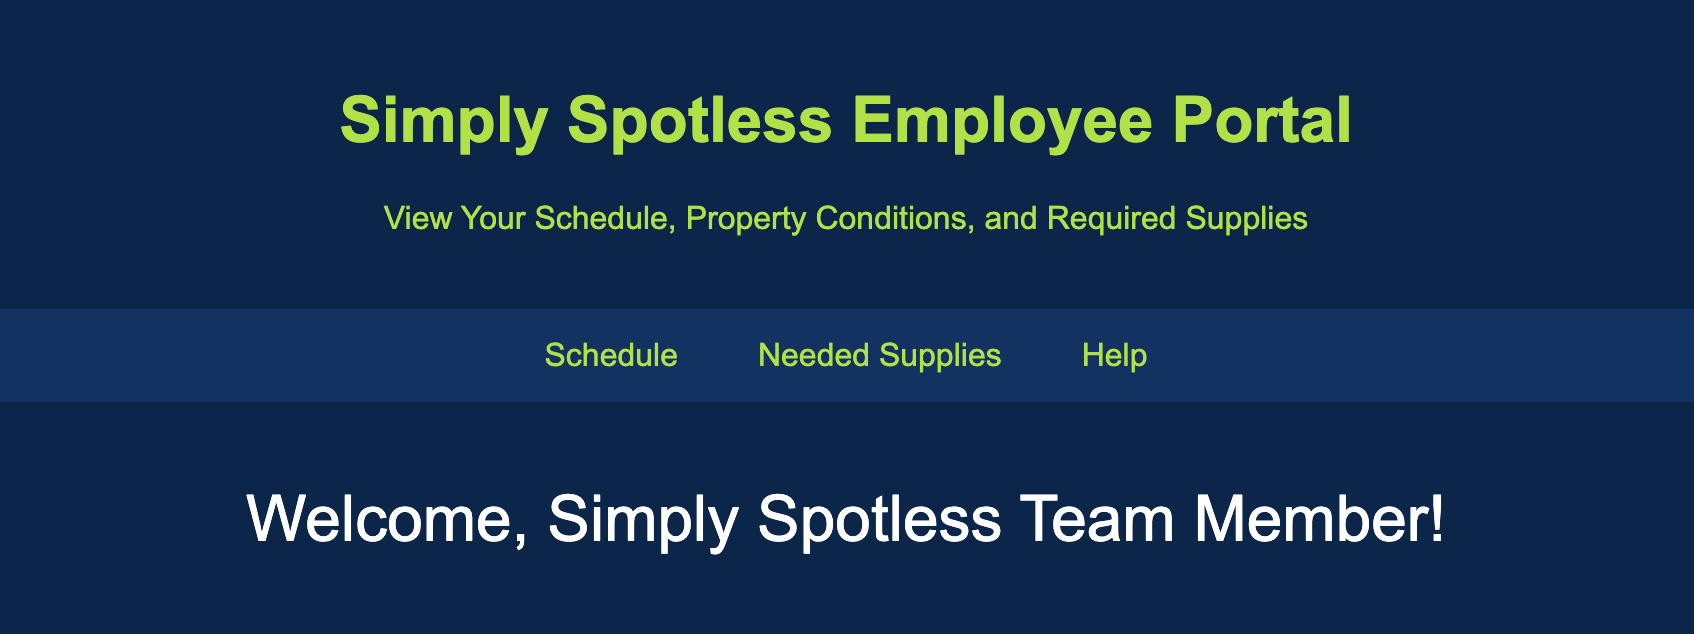 Simply Spotless Employee Portal
View Your Schedule, Property Conditions, and Required Supplies
Schedule Needed Supplies Help
Welcome, Simply Spotless Team Member!